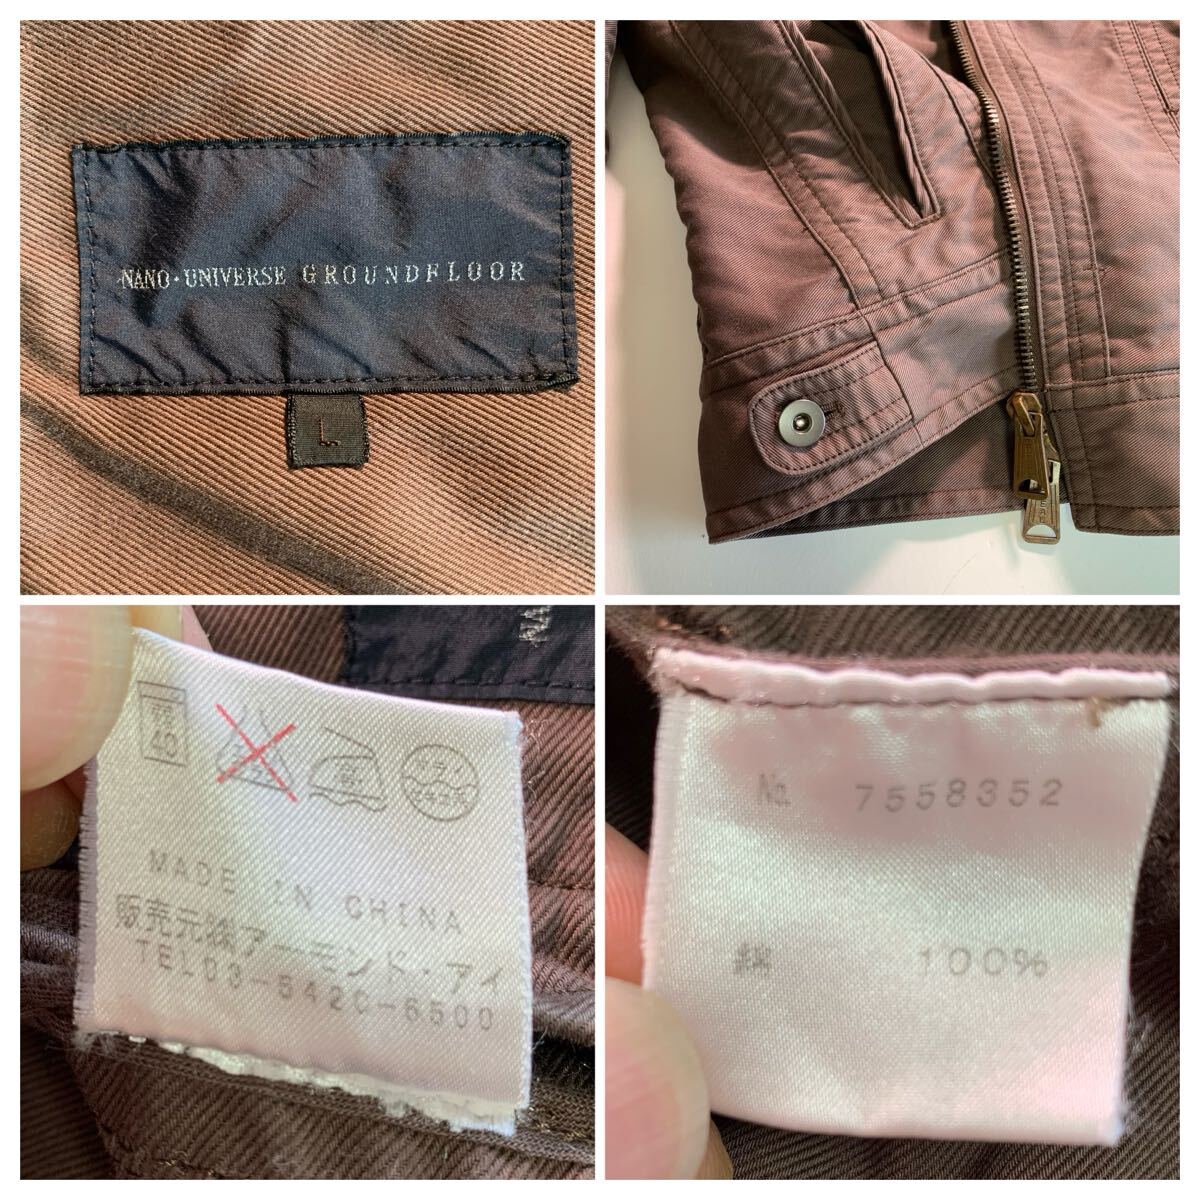 NANO・UNIVERSE GROUNDFLOOR
L
40
MADE IN CHINA
販売元㈱アーモンド・アイ
TEL03-5420-6500
№ 7558352
綿 100%